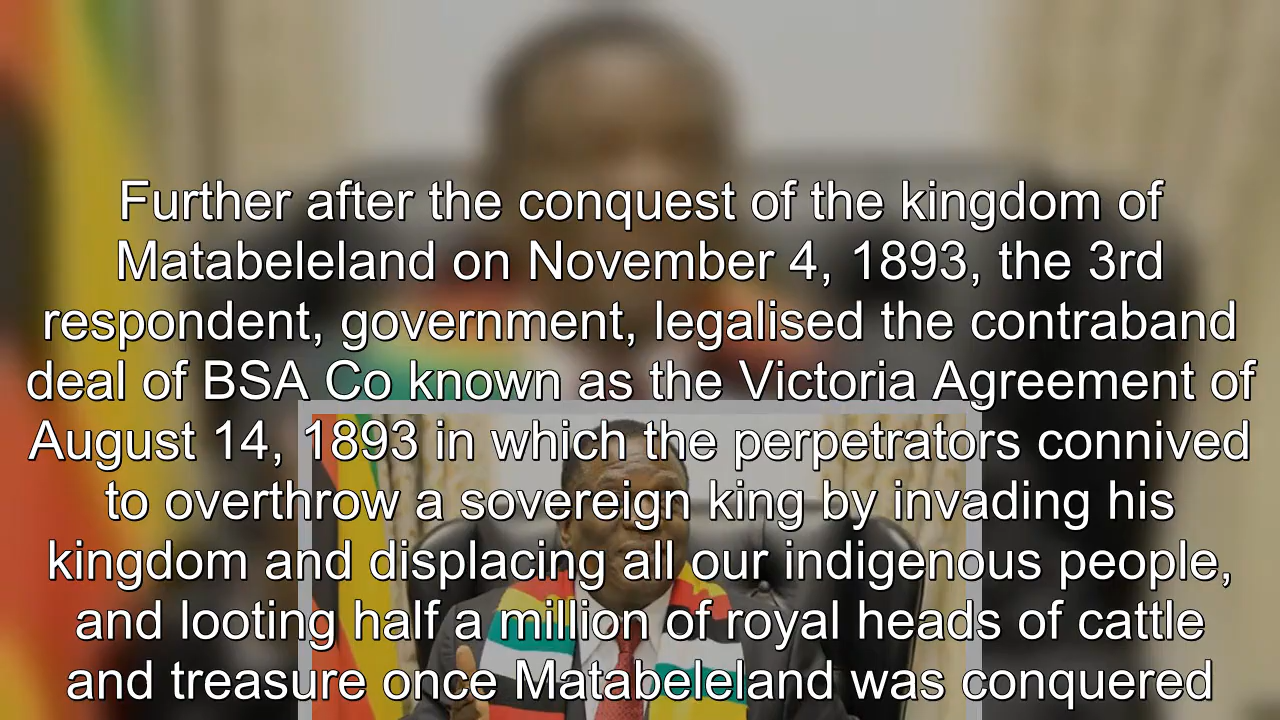 Further after the conquest of the kingdom of
Matabeleland on November 4, 1893, the 3rd
respondent, government, legalised the contraband
deal of BSA Co known as the Victoria Agreement of
August 14, 1893 in which the perpetrators connived
to overthrow a sovereign king by invading his
kingdom and displacing all our indigenous people,
and looting half a million of royal heads of cattle
and treasure once Matabeleland was conquered